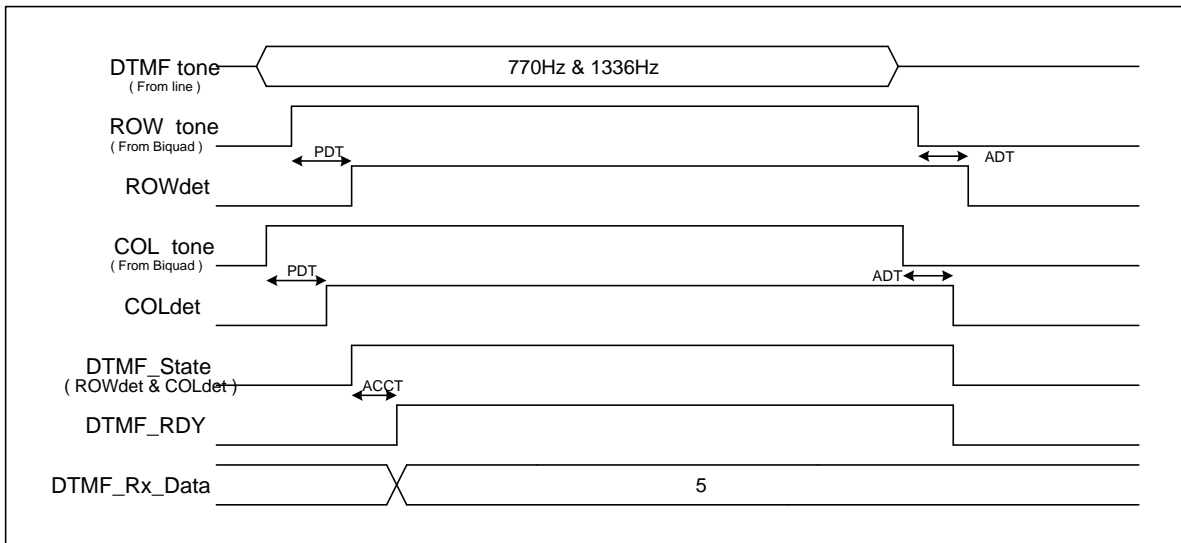 DTMF tone
( From line )
770Hz & 1336Hz
ROW tone
( From Biquad )
PDT
ADT
ROWdet
COL tone
( From Biquad )
PDT
ADT
COLdet
DTMF_State
( ROWdet & COLdet )
ACCT
DTMF_RDY
DTMF_Rx_Data
5